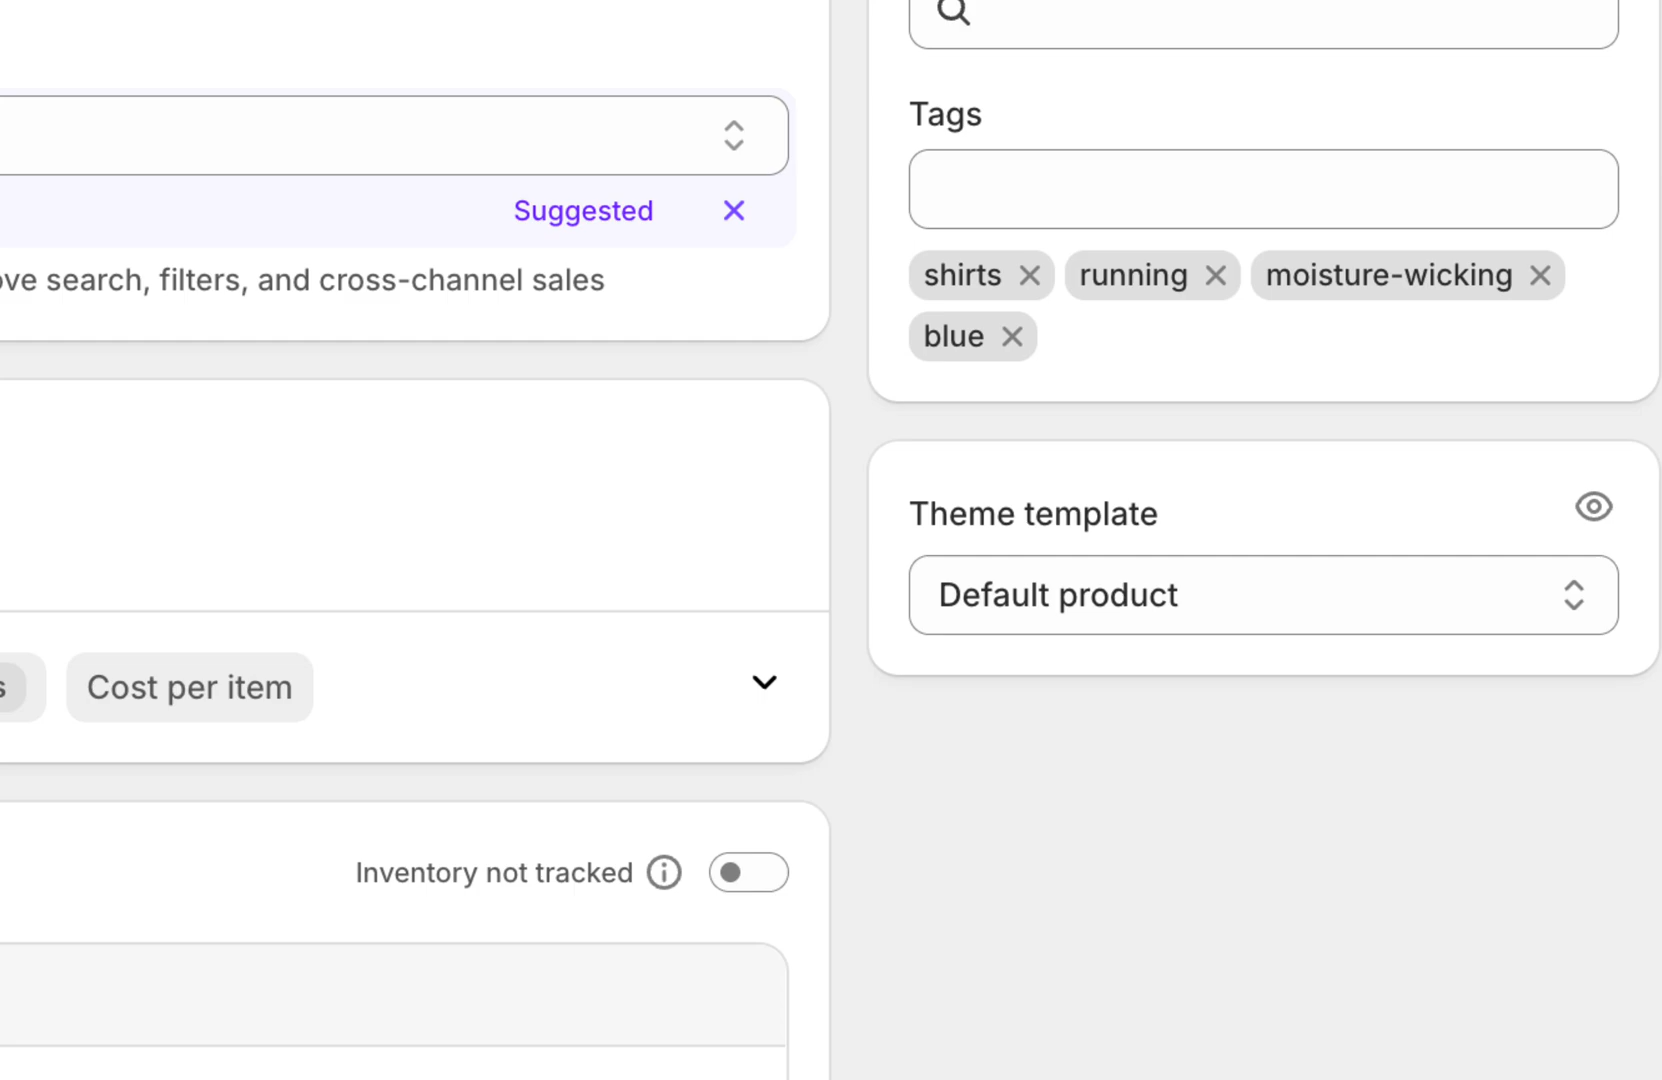 Suggested
ove search, filters, and cross-channel sales
s Cost per item
Inventory not tracked
Tags
shirts running moisture-wicking
blue
Theme template
Default product